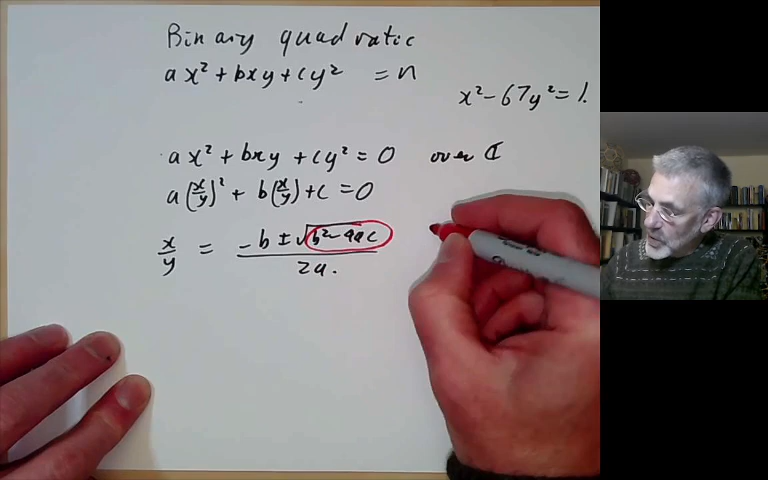 Binary quadratic
ax² + bxy + cy² = n
x² - 67y² = 1.
ax² + bxy + cy² = 0 over ℂ
a(x/y)² + b(x/y) + c = 0
x/y = (-b ± √(b² - 4ac))/2a.